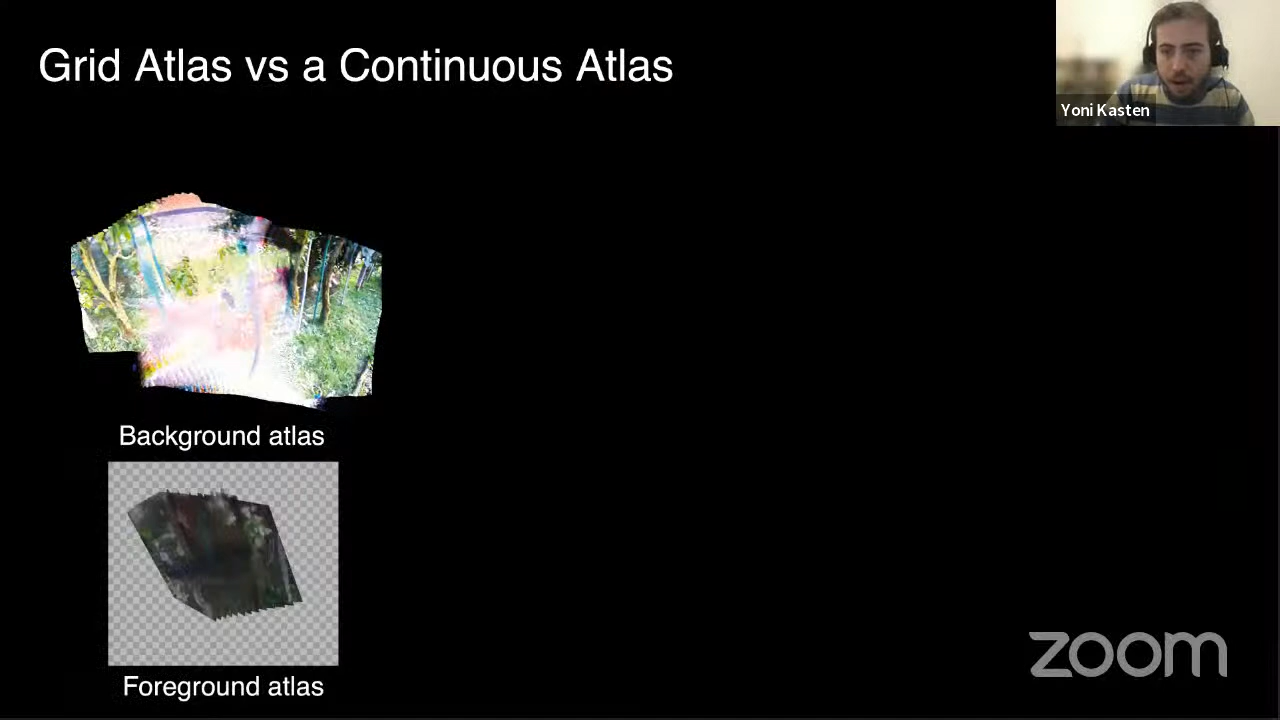 Grid Atlas vs a Continuous Atlas
Yoni Kasten
Background atlas
Foreground atlas
zoom